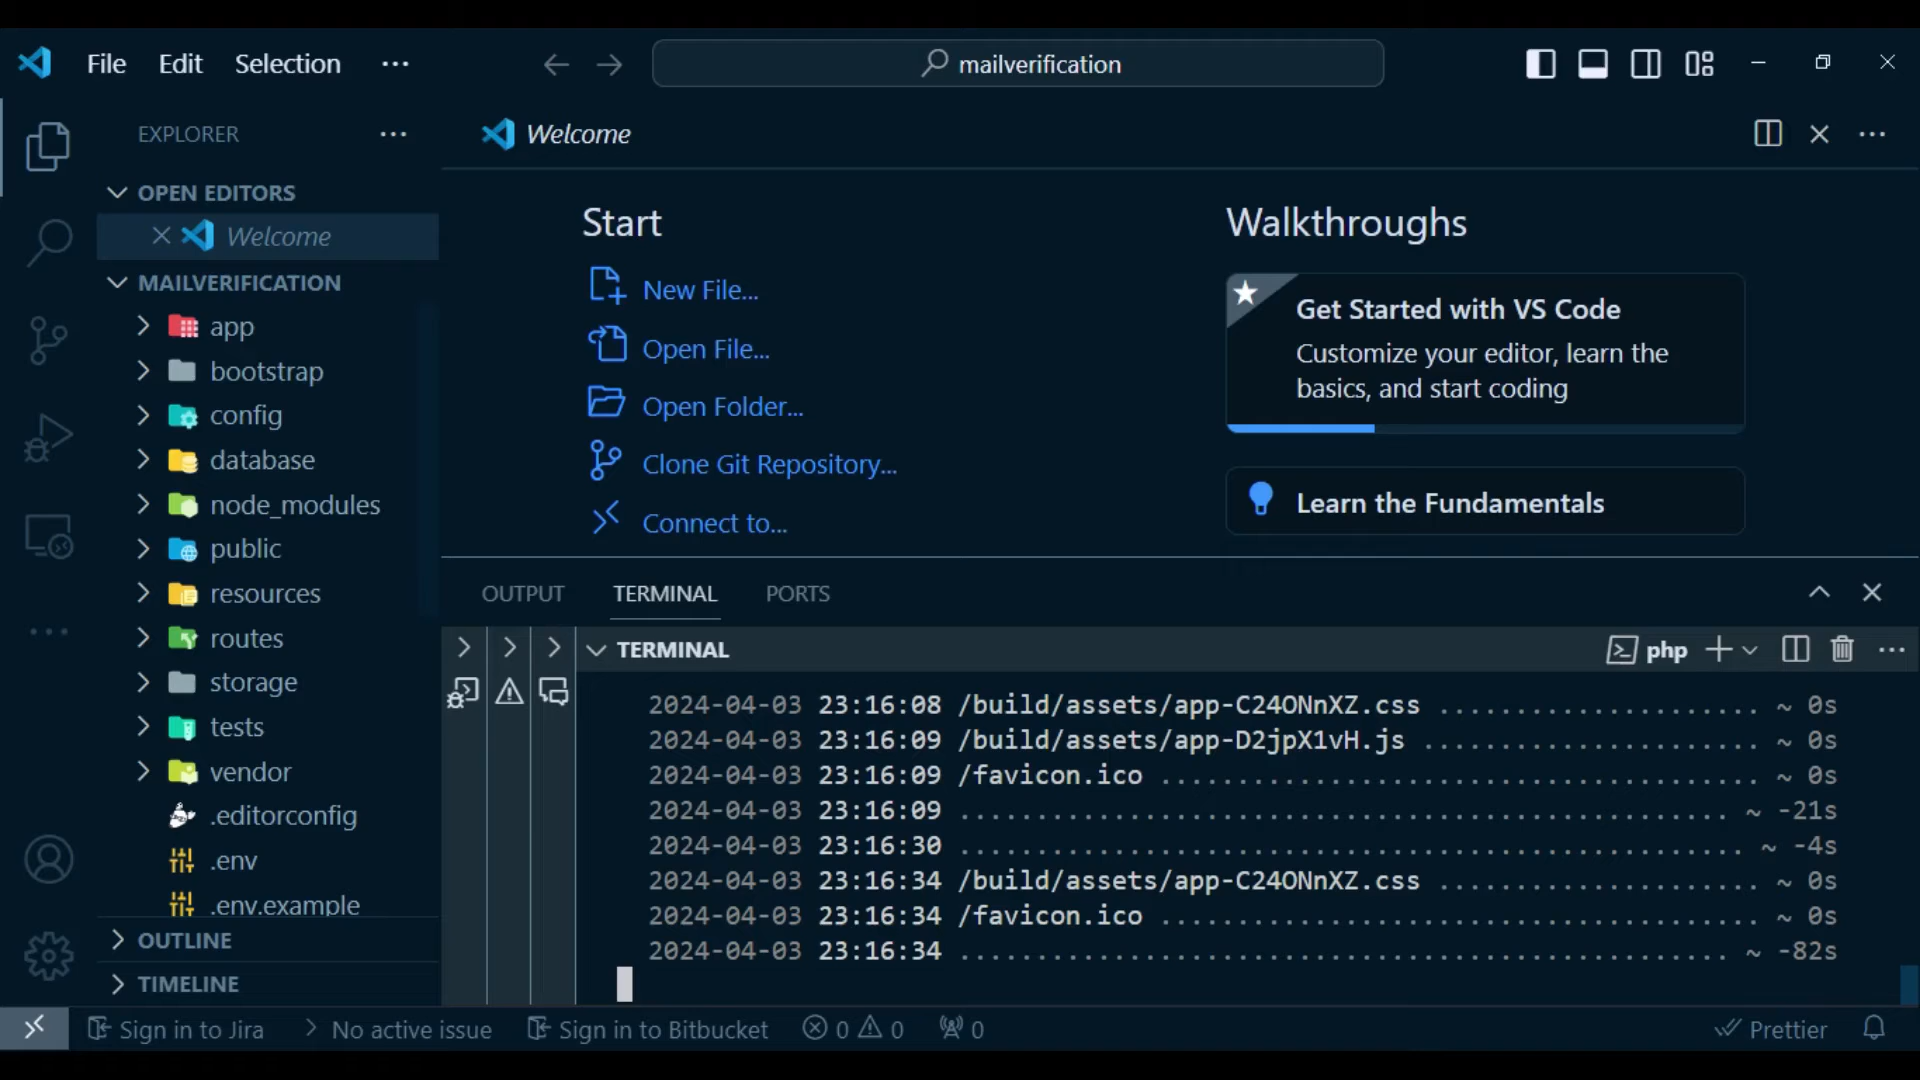 File Edit Selection ···
mailverification
EXPLORER ···
OPEN EDITORS
Welcome
MAILVERIFICATION
app
bootstrap
config
database
node_modules
public
resources
routes
storage
tests
vendor
.editorconfig
.env
.env.example
OUTLINE
TIMELINE
Welcome
Start
New File...
Open File...
Open Folder...
Clone Git Repository...
Connect to...
Walkthroughs
Get Started with VS Code
Customize your editor, learn the
basics, and start coding
Learn the Fundamentals
OUTPUT TERMINAL PORTS
TERMINAL
php
2024-04-03 23:16:08 /build/assets/app-C24ONnXZ.css ..................... ~ 0s
2024-04-03 23:16:09 /build/assets/app-D2jpX1vH.js ...................... ~ 0s
2024-04-03 23:16:09 /favicon.ico ....................................... ~ 0s
2024-04-03 23:16:09 .................................................. ~ -21s
2024-04-03 23:16:30 ................................................... ~ -4s
2024-04-03 23:16:34 /build/assets/app-C24ONnXZ.css ..................... ~ 0s
2024-04-03 23:16:34 /favicon.ico ....................................... ~ 0s
2024-04-03 23:16:34 .................................................. ~ -82s
Sign in to Jira No active issue Sign in to Bitbucket 0 0 0 Prettier